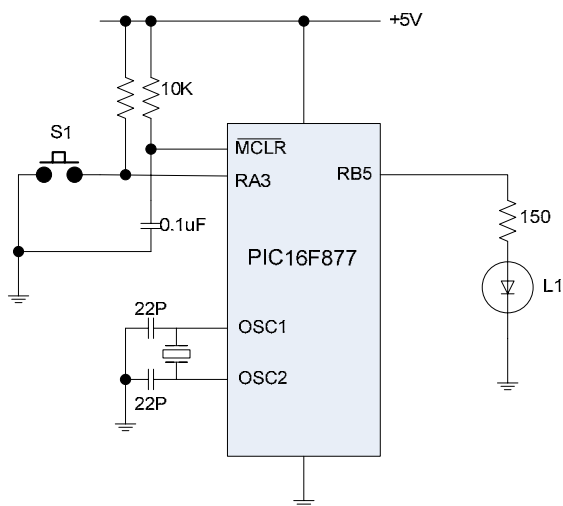 +5V
10K
S1
MCLR
RA3
RB5
150
0.1uF
PIC16F877
L1
22P
OSC1
OSC2
22P